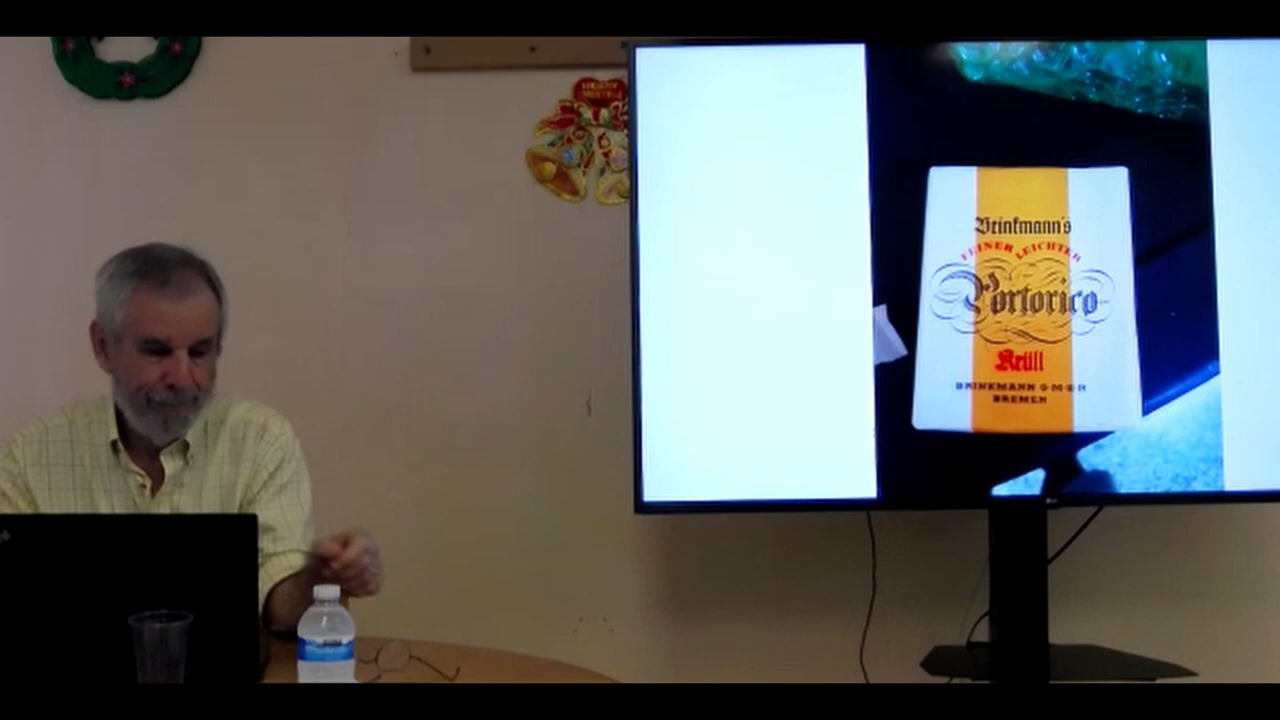 Brinkmann's
FEINER LEICHTER
Portorico
Krüll
BRINKMANN G·M·B·H
BREMEN